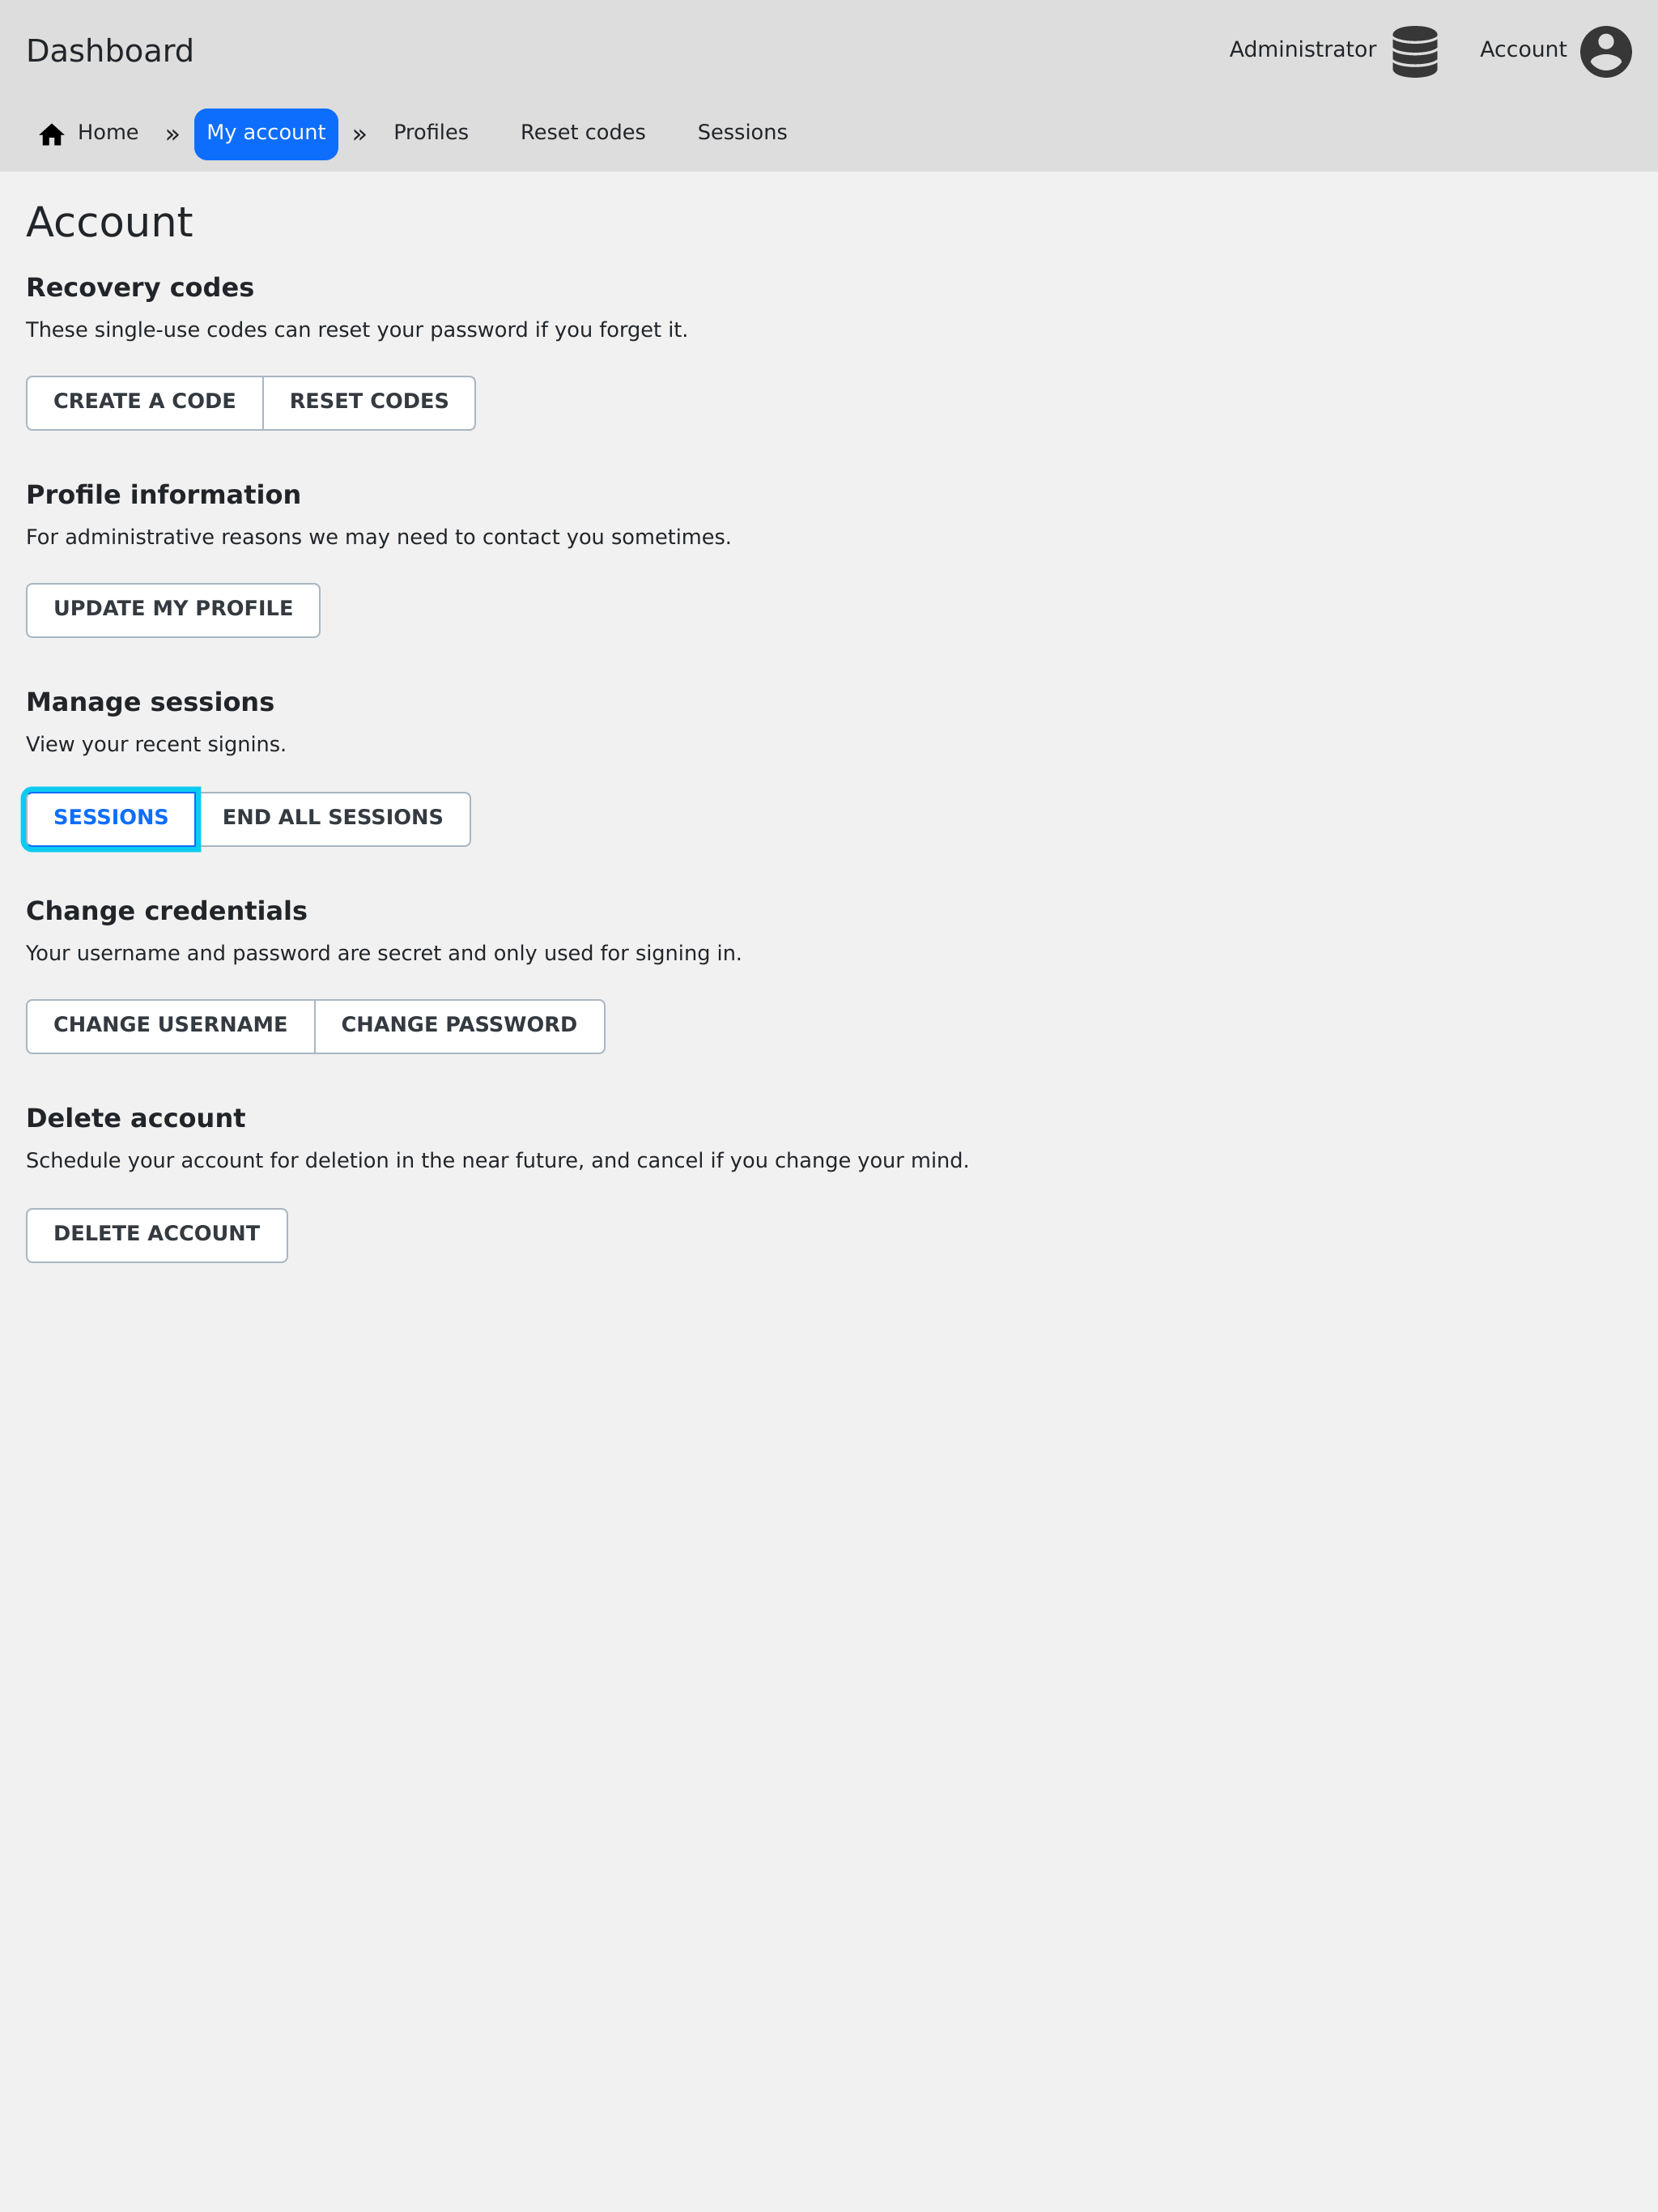 Dashboard
Administrator
Account
Home » My account » Profiles Reset codes Sessions
Account
Recovery codes
These single-use codes can reset your password if you forget it.
CREATE A CODE RESET CODES
Profile information
For administrative reasons we may need to contact you sometimes.
UPDATE MY PROFILE
Manage sessions
View your recent signins.
SESSIONS END ALL SESSIONS
Change credentials
Your username and password are secret and only used for signing in.
CHANGE USERNAME CHANGE PASSWORD
Delete account
Schedule your account for deletion in the near future, and cancel if you change your mind.
DELETE ACCOUNT